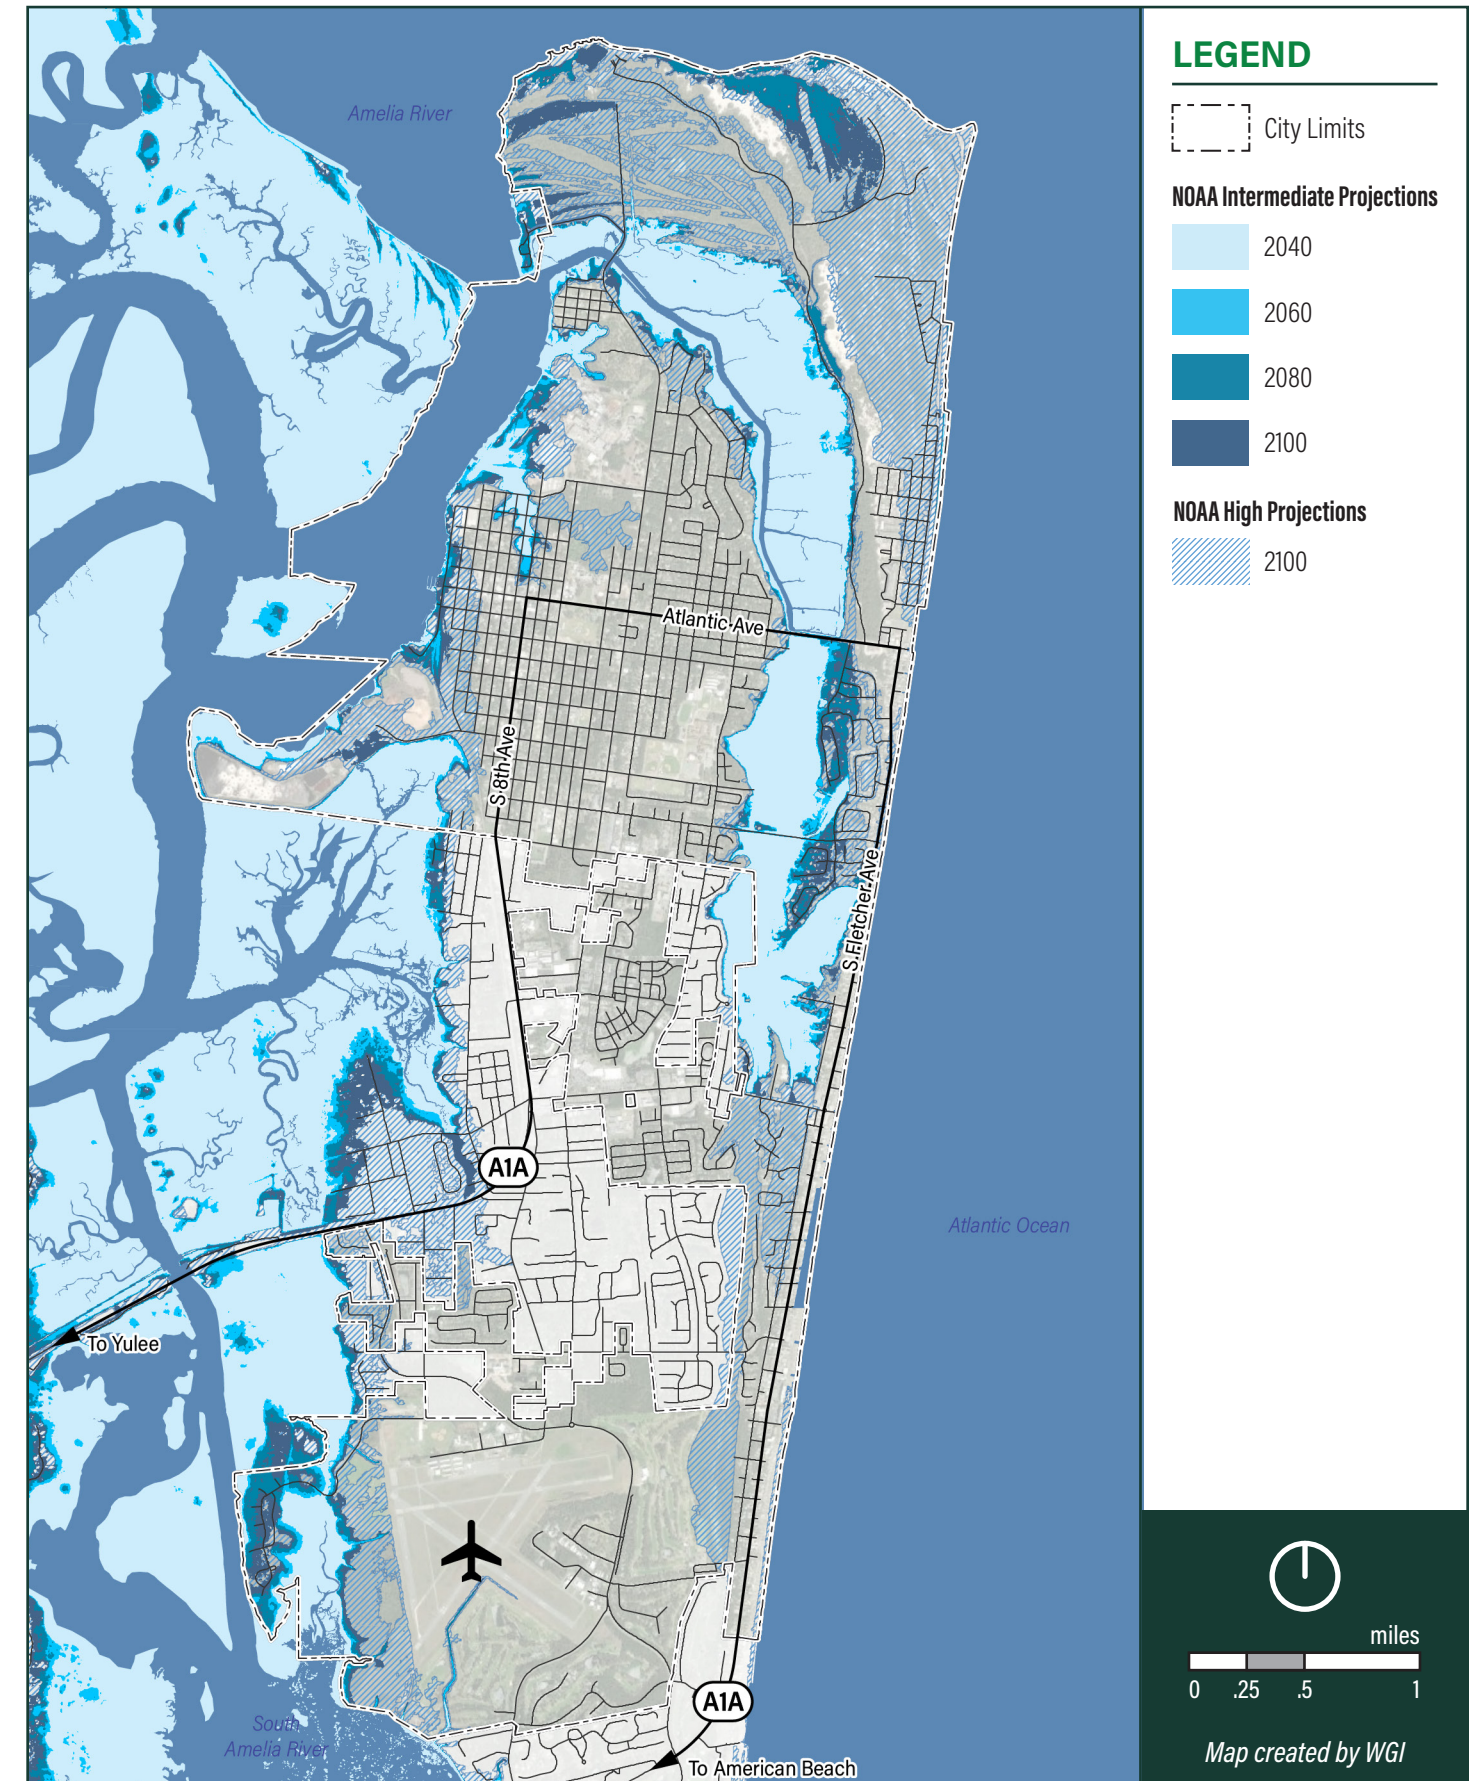 Amelia River
Atlantic Ave
S 8th Ave
S Fletcher Ave
A1A
Atlantic Ocean
To Yulee
South
Amelia River
A1A
To American Beach
LEGEND
City Limits
NOAA Intermediate Projections
2040
2060
2080
2100
NOAA High Projections
2100
miles
0 .25 .5 1
Map created by WGI